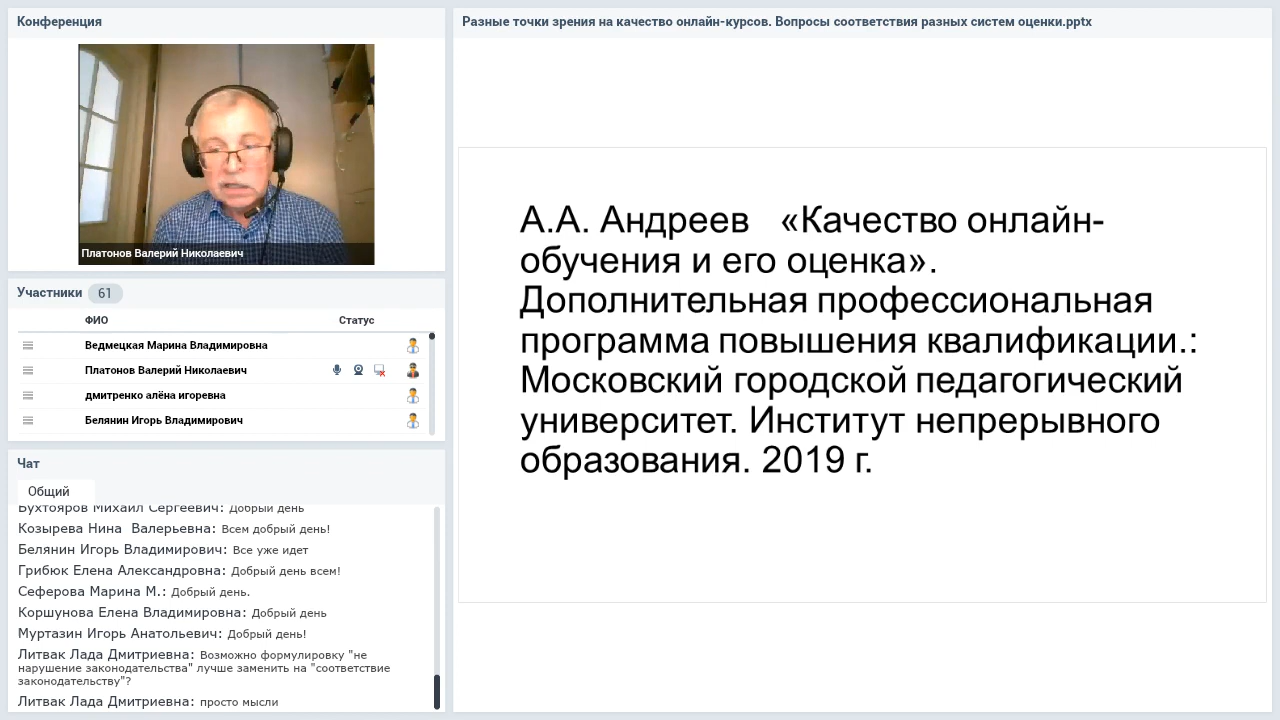 Конференция
Платонов Валерий Николаевич
Участники 61
ФИО Статус
Ведмецкая Марина Владимировна
Платонов Валерий Николаевич
дмитренко алёна игоревна
Белянин Игорь Владимирович
Чат
Общий
Бухтояров Михаил Сергеевич: Добрый день
Козырева Нина Валерьевна: Всем добрый день!
Белянин Игорь Владимирович: Все уже идет
Грибюк Елена Александровна: Добрый день всем!
Сеферова Марина М.: Добрый день.
Коршунова Елена Владимировна: Добрый день
Муртазин Игорь Анатольевич: Добрый день!
Литвак Лада Дмитриевна: Возможно формулировку "не
нарушение законодательства" лучше заменить на "соответствие
законодательству"?
Литвак Лада Дмитриевна: просто мысли
Разные точки зрения на качество онлайн-курсов. Вопросы соответствия разных систем оценки.pptx
А.А. Андреев «Качество онлайн-
обучения и его оценка».
Дополнительная профессиональная
программа повышения квалификации.:
Московский городской педагогический
университет. Институт непрерывного
образования. 2019 г.